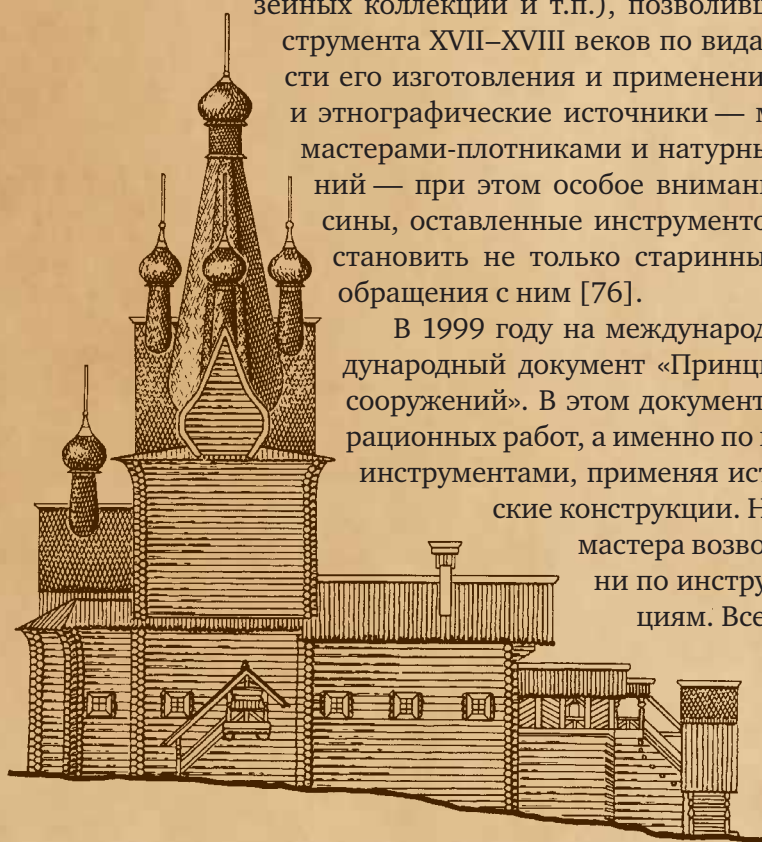 зейных коллекций и т.п.), позволивш
струмента XVII–XVIII веков по вида
сти его изготовления и применени
и этнографические источники — м
мастерами-плотниками и натурны
ний — при этом особое внимани
сины, оставленные инструменто
становить не только старинны
обращения с ним [76].
В 1999 году на международ
дународный документ «Принци
сооружений». В этом документ
рационных работ, а именно по
инструментами, применяя ист
ские конструкции. Н
мастера возво
ни по инстру
циям. Все